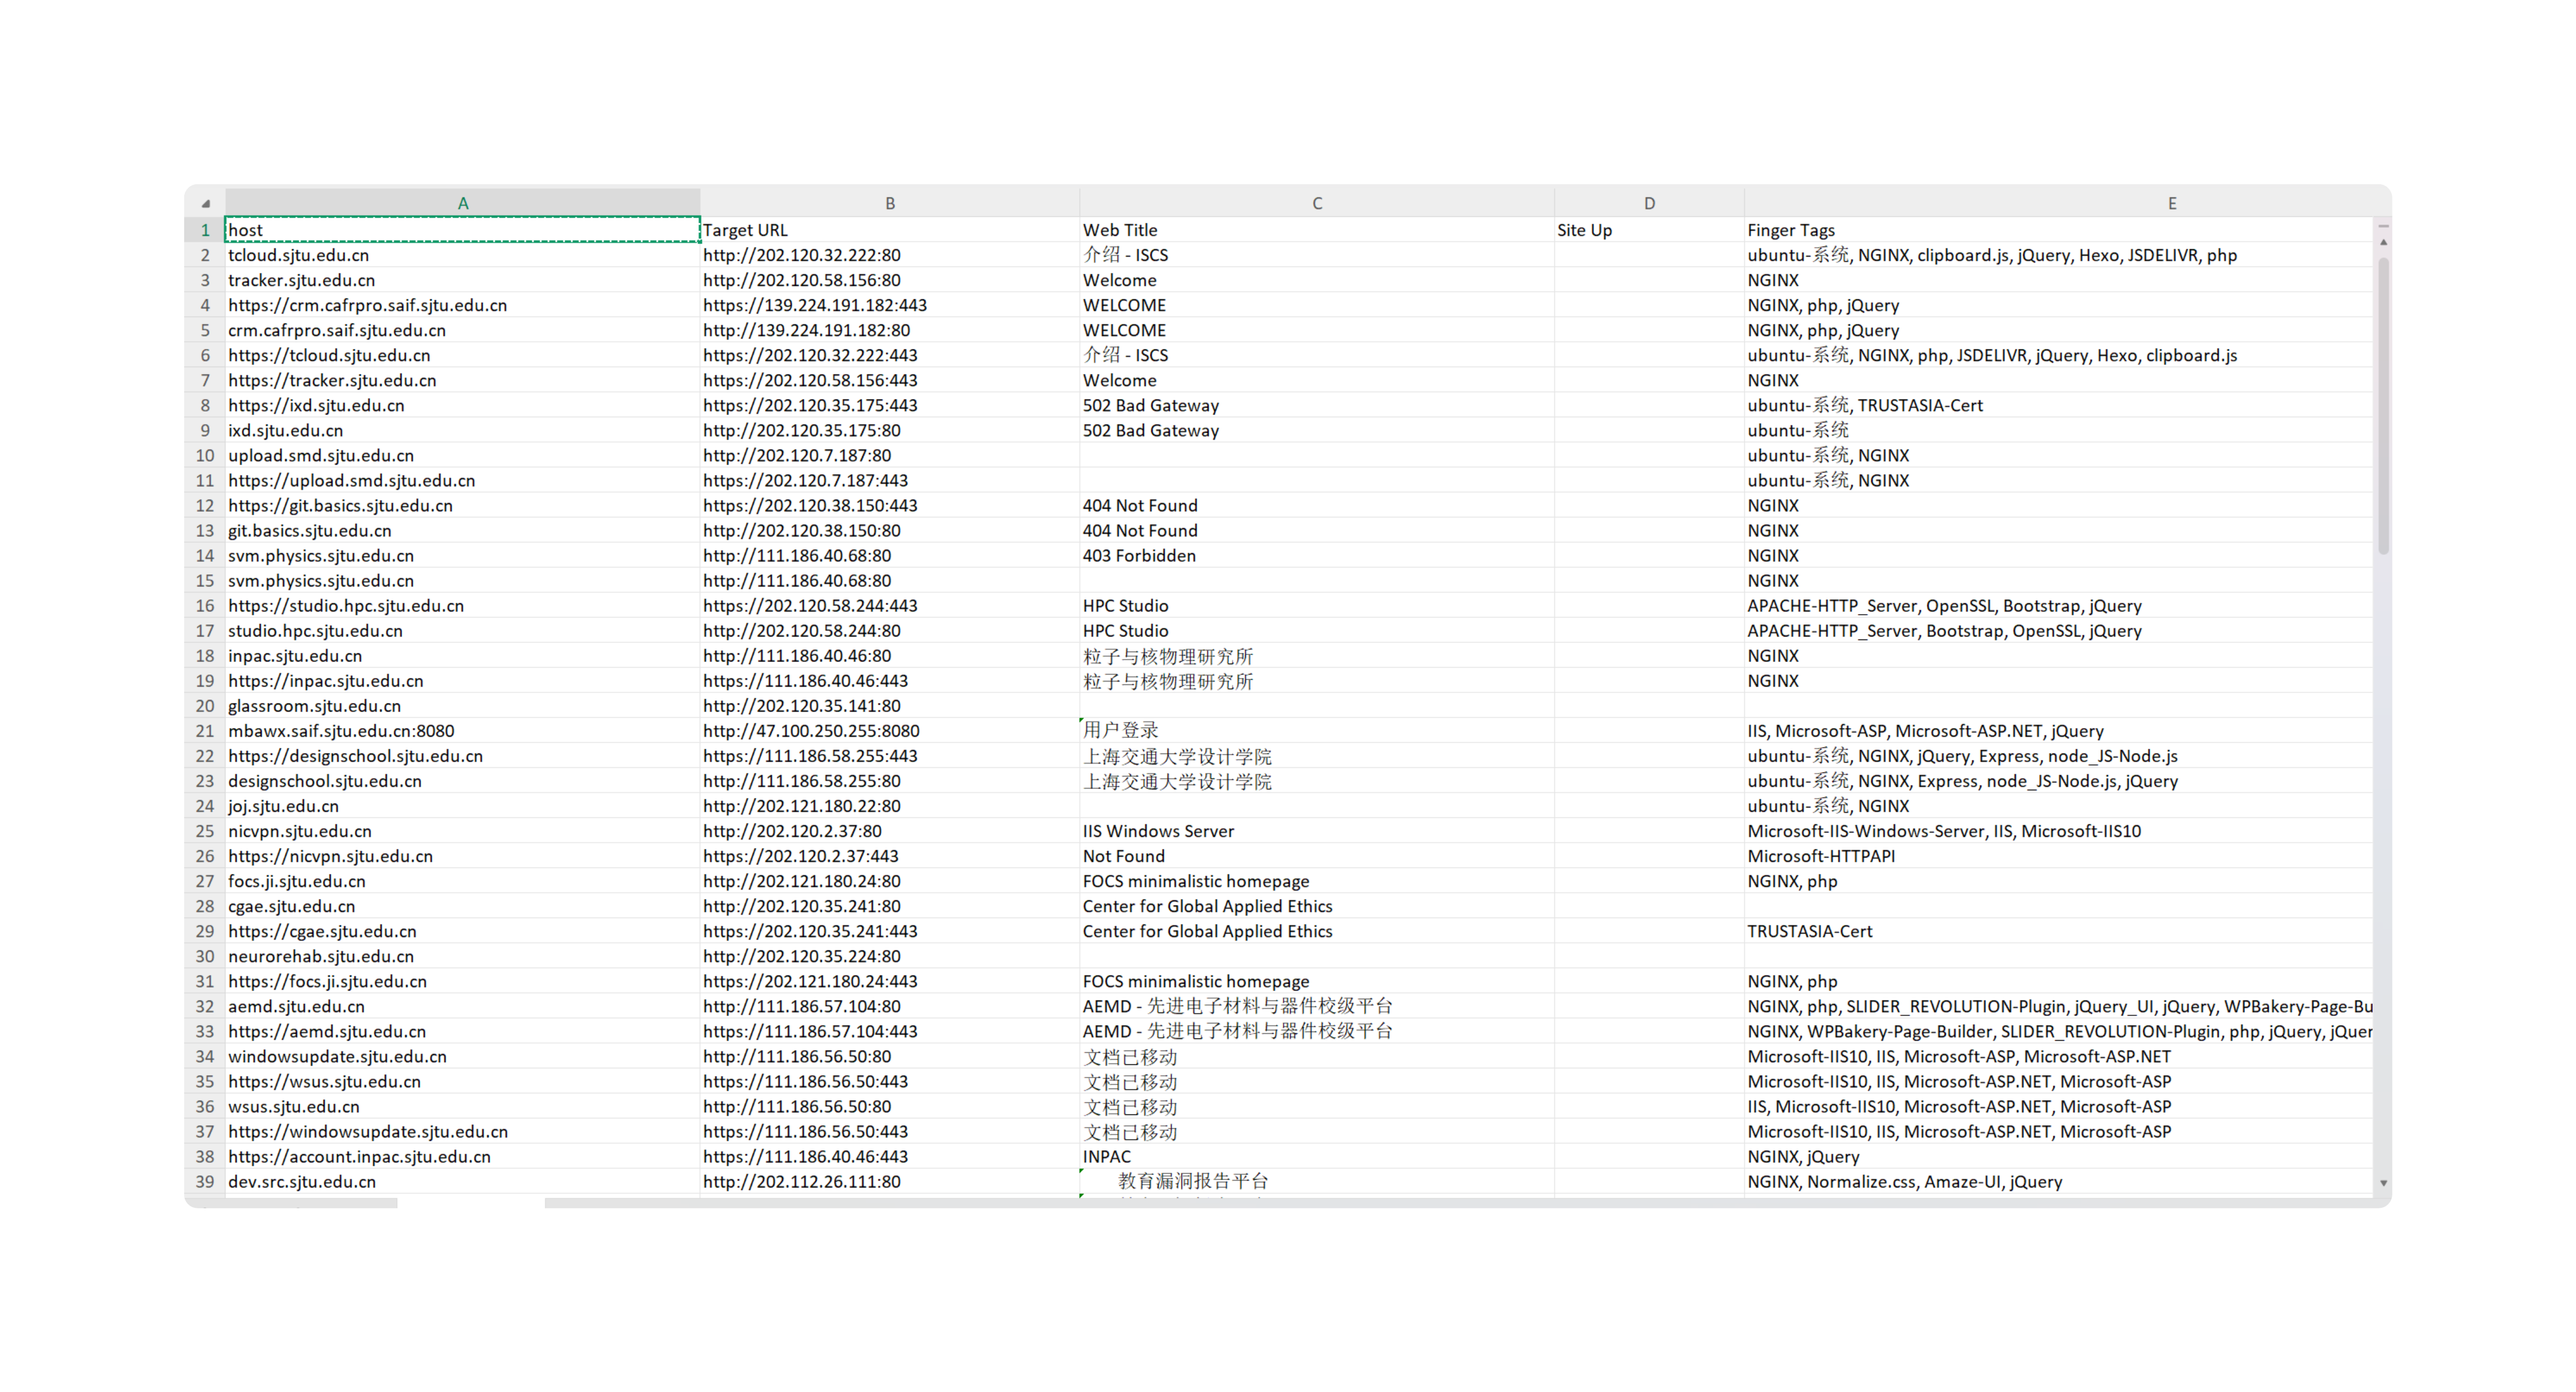 A B C D E
1 host Target URL Web Title Site Up Finger Tags
2 tcloud.sjtu.edu.cn http://202.120.32.222:80 介绍 - ISCS ubuntu-系统, NGINX, clipboard.js, jQuery, Hexo, JSDELIVR, php
3 tracker.sjtu.edu.cn http://202.120.58.156:80 Welcome NGINX
4 https://crm.cafrpro.saif.sjtu.edu.cn https://139.224.191.182:443 WELCOME NGINX, php, jQuery
5 crm.cafrpro.saif.sjtu.edu.cn http://139.224.191.182:80 WELCOME NGINX, php, jQuery
6 https://tcloud.sjtu.edu.cn https://202.120.32.222:443 介绍 - ISCS ubuntu-系统, NGINX, php, JSDELIVR, jQuery, Hexo, clipboard.js
7 https://tracker.sjtu.edu.cn https://202.120.58.156:443 Welcome NGINX
8 https://ixd.sjtu.edu.cn https://202.120.35.175:443 502 Bad Gateway ubuntu-系统, TRUSTASIA-Cert
9 ixd.sjtu.edu.cn http://202.120.35.175:80 502 Bad Gateway ubuntu-系统
10 upload.smd.sjtu.edu.cn http://202.120.7.187:80 ubuntu-系统, NGINX
11 https://upload.smd.sjtu.edu.cn https://202.120.7.187:443 ubuntu-系统, NGINX
12 https://git.basics.sjtu.edu.cn https://202.120.38.150:443 404 Not Found NGINX
13 git.basics.sjtu.edu.cn http://202.120.38.150:80 404 Not Found NGINX
14 svm.physics.sjtu.edu.cn http://111.186.40.68:80 403 Forbidden NGINX
15 svm.physics.sjtu.edu.cn http://111.186.40.68:80 NGINX
16 https://studio.hpc.sjtu.edu.cn https://202.120.58.244:443 HPC Studio APACHE-HTTP_Server, OpenSSL, Bootstrap, jQuery
17 studio.hpc.sjtu.edu.cn http://202.120.58.244:80 HPC Studio APACHE-HTTP_Server, Bootstrap, OpenSSL, jQuery
18 inpac.sjtu.edu.cn http://111.186.40.46:80 粒子与核物理研究所 NGINX
19 https://inpac.sjtu.edu.cn https://111.186.40.46:443 粒子与核物理研究所 NGINX
20 glassroom.sjtu.edu.cn http://202.120.35.141:80
21 mbawx.saif.sjtu.edu.cn:8080 http://47.100.250.255:8080 用户登录 IIS, Microsoft-ASP, Microsoft-ASP.NET, jQuery
22 https://designschool.sjtu.edu.cn https://111.186.58.255:443 上海交通大学设计学院 ubuntu-系统, NGINX, jQuery, Express, node_JS-Node.js
23 designschool.sjtu.edu.cn http://111.186.58.255:80 上海交通大学设计学院 ubuntu-系统, NGINX, Express, node_JS-Node.js, jQuery
24 joj.sjtu.edu.cn http://202.121.180.22:80 ubuntu-系统, NGINX
25 nicvpn.sjtu.edu.cn http://202.120.2.37:80 IIS Windows Server Microsoft-IIS-Windows-Server, IIS, Microsoft-IIS10
26 https://nicvpn.sjtu.edu.cn https://202.120.2.37:443 Not Found Microsoft-HTTPAPI
27 focs.ji.sjtu.edu.cn http://202.121.180.24:80 FOCS minimalistic homepage NGINX, php
28 cgae.sjtu.edu.cn http://202.120.35.241:80 Center for Global Applied Ethics
29 https://cgae.sjtu.edu.cn https://202.120.35.241:443 Center for Global Applied Ethics TRUSTASIA-Cert
30 neurorehab.sjtu.edu.cn http://202.120.35.224:80
31 https://focs.ji.sjtu.edu.cn https://202.121.180.24:443 FOCS minimalistic homepage NGINX, php
32 aemd.sjtu.edu.cn http://111.186.57.104:80 AEMD - 先进电子材料与器件校级平台 NGINX, php, SLIDER_REVOLUTION-Plugin, jQuery_UI, jQuery, WPBakery-Page-Bu
33 https://aemd.sjtu.edu.cn https://111.186.57.104:443 AEMD - 先进电子材料与器件校级平台 NGINX, WPBakery-Page-Builder, SLIDER_REVOLUTION-Plugin, php, jQuery, jQuer
34 windowsupdate.sjtu.edu.cn http://111.186.56.50:80 文档已移动 Microsoft-IIS10, IIS, Microsoft-ASP, Microsoft-ASP.NET
35 https://wsus.sjtu.edu.cn https://111.186.56.50:443 文档已移动 Microsoft-IIS10, IIS, Microsoft-ASP.NET, Microsoft-ASP
36 wsus.sjtu.edu.cn http://111.186.56.50:80 文档已移动 IIS, Microsoft-IIS10, Microsoft-ASP.NET, Microsoft-ASP
37 https://windowsupdate.sjtu.edu.cn https://111.186.56.50:443 文档已移动 Microsoft-IIS10, IIS, Microsoft-ASP.NET, Microsoft-ASP
38 https://account.inpac.sjtu.edu.cn https://111.186.40.46:443 INPAC NGINX, jQuery
39 dev.src.sjtu.edu.cn http://202.112.26.111:80 教育漏洞报告平台 NGINX, Normalize.css, Amaze-UI, jQuery